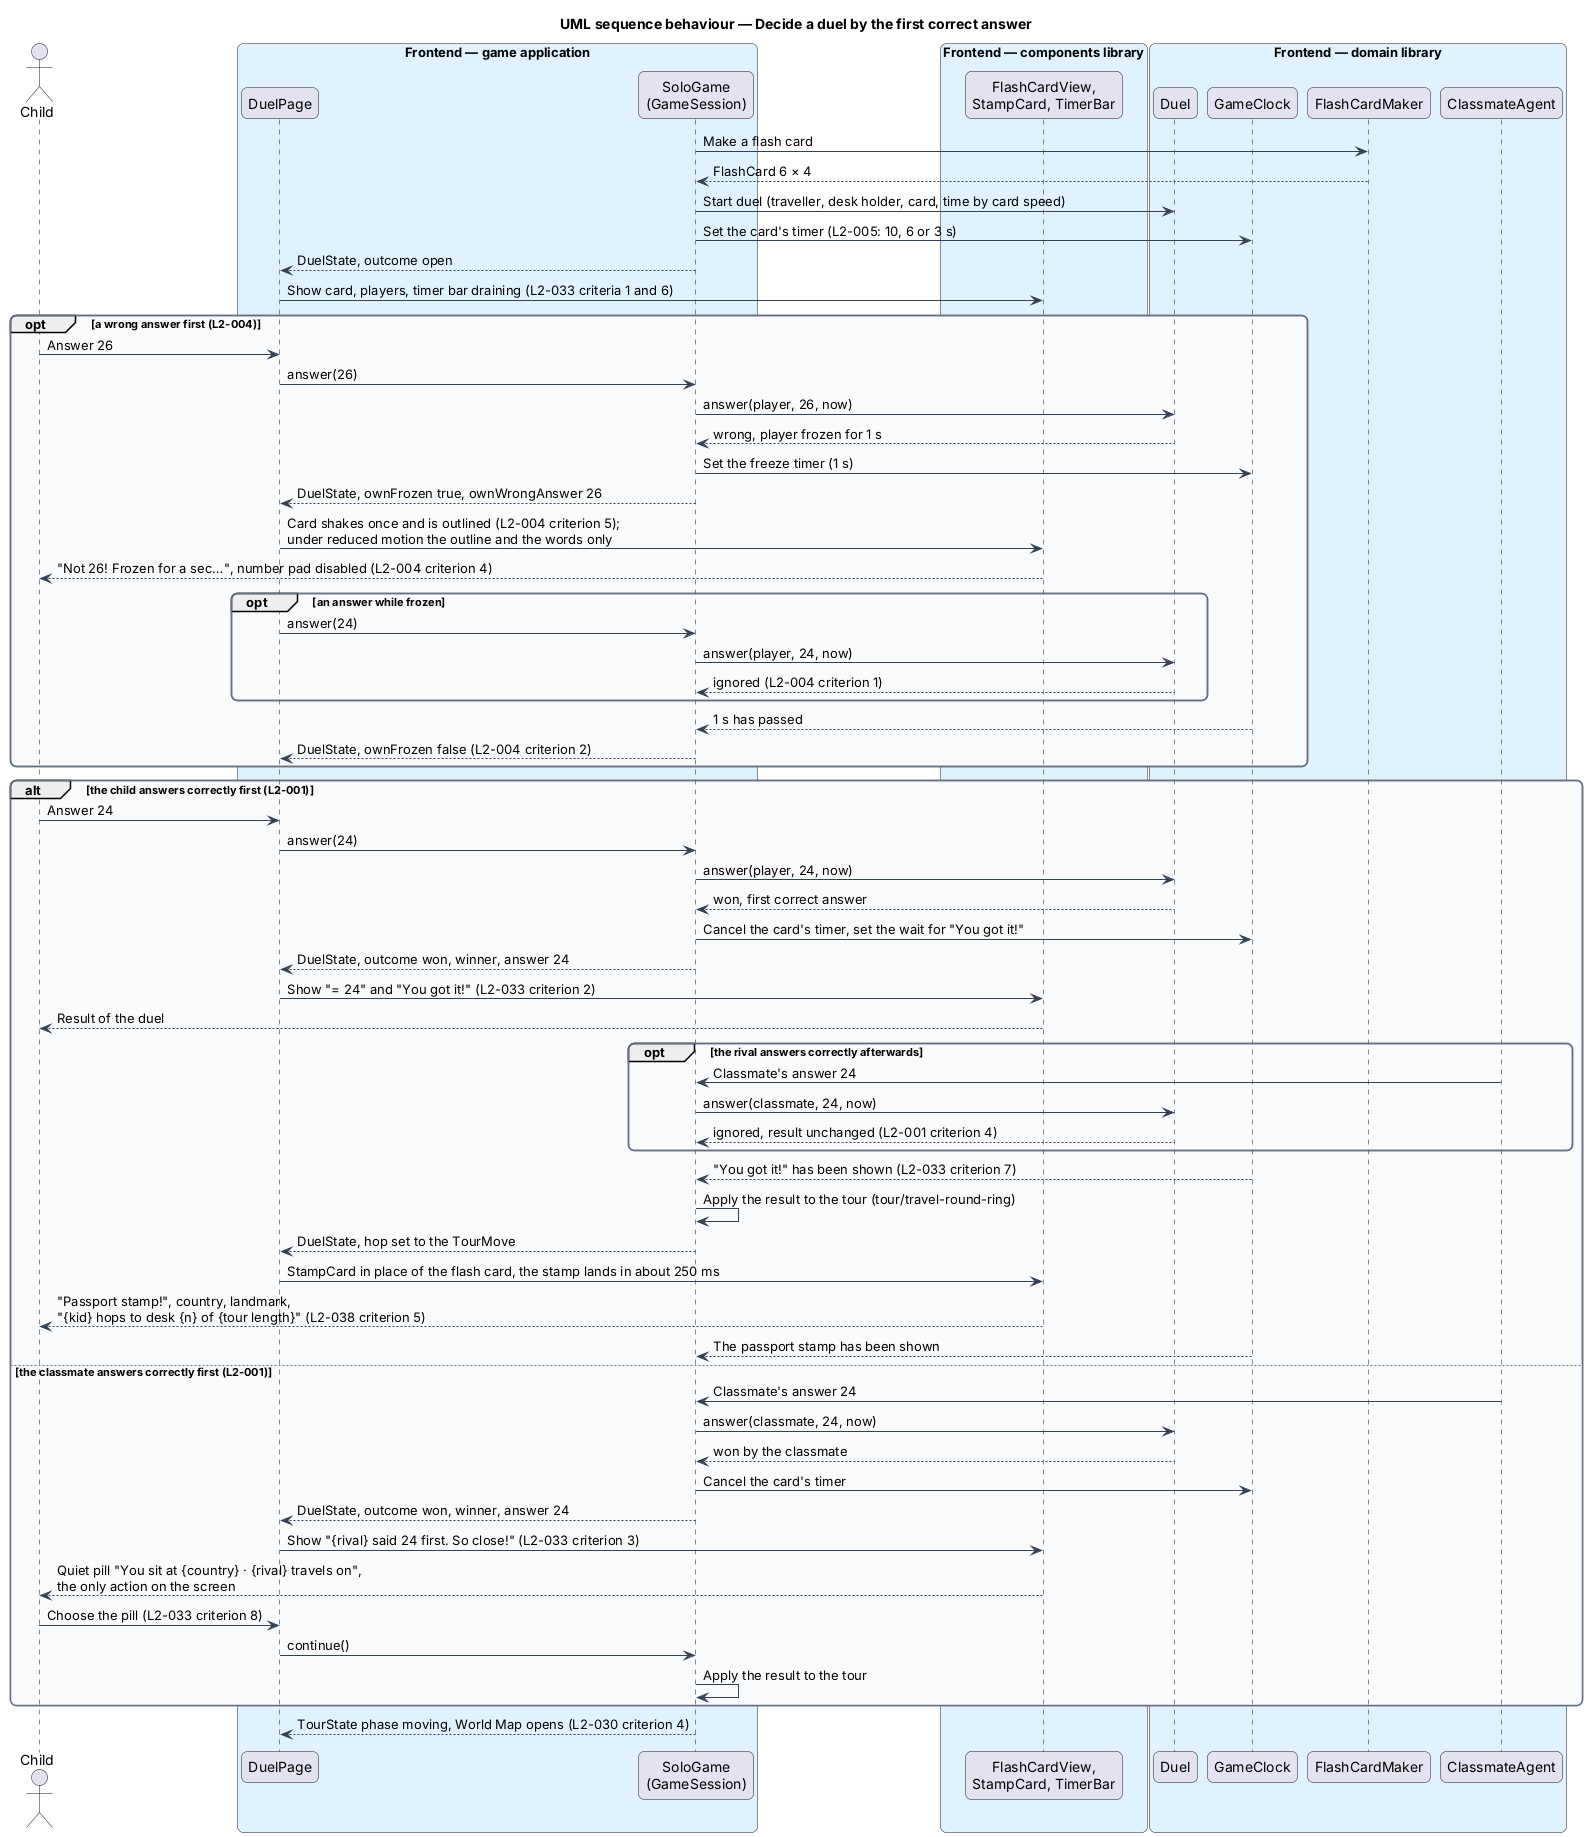 UML sequence behaviour — Decide a duel by the first correct answer
Frontend — game application
Frontend — components library
Frontend — domain library
Child
DuelPage
SoloGame
(GameSession)
FlashCardView,
StampCard, TimerBar
Duel
GameClock
FlashCardMaker
ClassmateAgent
Make a flash card
FlashCard 6 × 4
Start duel (traveller, desk holder, card, time by card speed)
Set the card's timer (L2-005: 10, 6 or 3 s)
DuelState, outcome open
Show card, players, timer bar draining (L2-033 criteria 1 and 6)
opt
[a wrong answer first (L2-004)]
Answer 26
answer(26)
answer(player, 26, now)
wrong, player frozen for 1 s
Set the freeze timer (1 s)
DuelState, ownFrozen true, ownWrongAnswer 26
Card shakes once and is outlined (L2-004 criterion 5);
under reduced motion the outline and the words only
"Not 26! Frozen for a sec…", number pad disabled (L2-004 criterion 4)
opt
[an answer while frozen]
answer(24)
answer(player, 24, now)
ignored (L2-004 criterion 1)
1 s has passed
DuelState, ownFrozen false (L2-004 criterion 2)
alt
[the child answers correctly first (L2-001)]
Answer 24
answer(24)
answer(player, 24, now)
won, first correct answer
Cancel the card's timer, set the wait for "You got it!"
DuelState, outcome won, winner, answer 24
Show "= 24" and "You got it!" (L2-033 criterion 2)
Result of the duel
opt
[the rival answers correctly afterwards]
Classmate's answer 24
answer(classmate, 24, now)
ignored, result unchanged (L2-001 criterion 4)
"You got it!" has been shown (L2-033 criterion 7)
Apply the result to the tour (tour/travel-round-ring)
DuelState, hop set to the TourMove
StampCard in place of the flash card, the stamp lands in about 250 ms
"Passport stamp!", country, landmark,
"{kid} hops to desk {n} of {tour length}" (L2-038 criterion 5)
The passport stamp has been shown
[the classmate answers correctly first (L2-001)]
Classmate's answer 24
answer(classmate, 24, now)
won by the classmate
Cancel the card's timer
DuelState, outcome won, winner, answer 24
Show "{rival} said 24 first. So close!" (L2-033 criterion 3)
Quiet pill "You sit at {country} · {rival} travels on",
the only action on the screen
Choose the pill (L2-033 criterion 8)
continue()
Apply the result to the tour
TourState phase moving, World Map opens (L2-030 criterion 4)
Child
DuelPage
SoloGame
(GameSession)
FlashCardView,
StampCard, TimerBar
Duel
GameClock
FlashCardMaker
ClassmateAgent